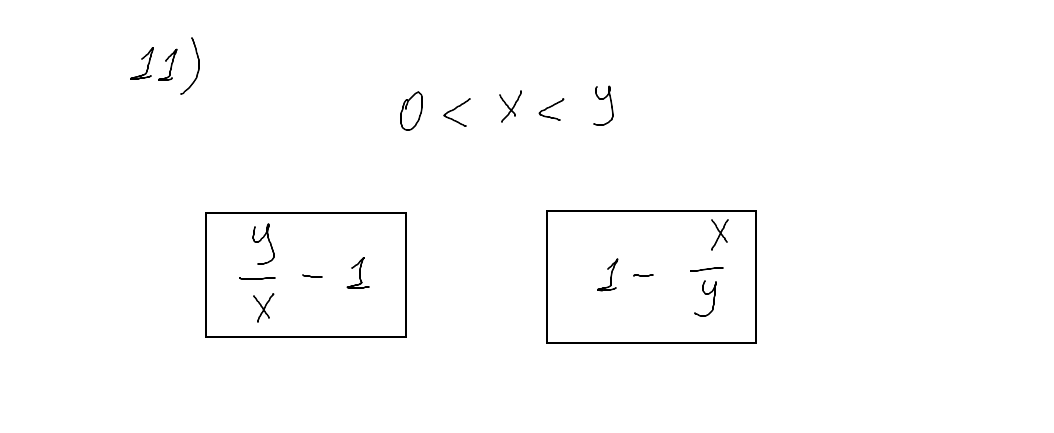 11)
0 < x < y
y/x - 1    1 - x/y